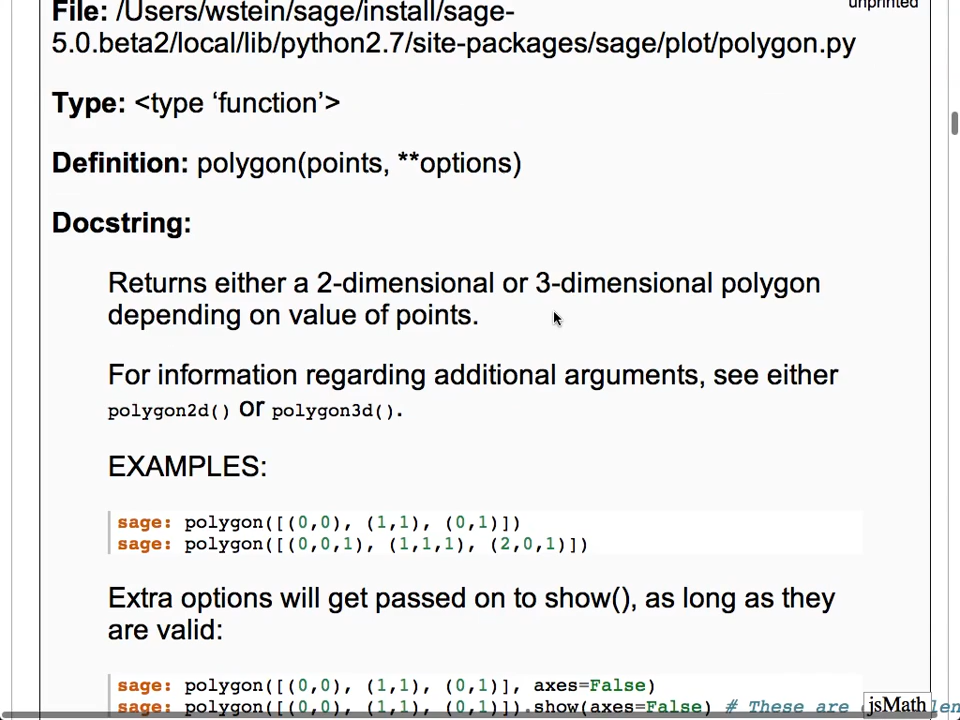 unprinted
File: /Users/wstein/sage/install/sage-
5.0.beta2/local/lib/python2.7/site-packages/sage/plot/polygon.py
Type: <type ‘function’>
Definition: polygon(points, **options)
Docstring:
Returns either a 2-dimensional or 3-dimensional polygon
depending on value of points.
For information regarding additional arguments, see either
polygon2d() or polygon3d().
EXAMPLES:
sage: polygon([(0,0), (1,1), (0,1)])
sage: polygon([(0,0,1), (1,1,1), (2,0,1)])
Extra options will get passed on to show(), as long as they
are valid:
sage: polygon([(0,0), (1,1), (0,1)], axes=False)
sage: polygon([(0,0), (1,1), (0,1)]).show(axes=False) # These are
jsMath